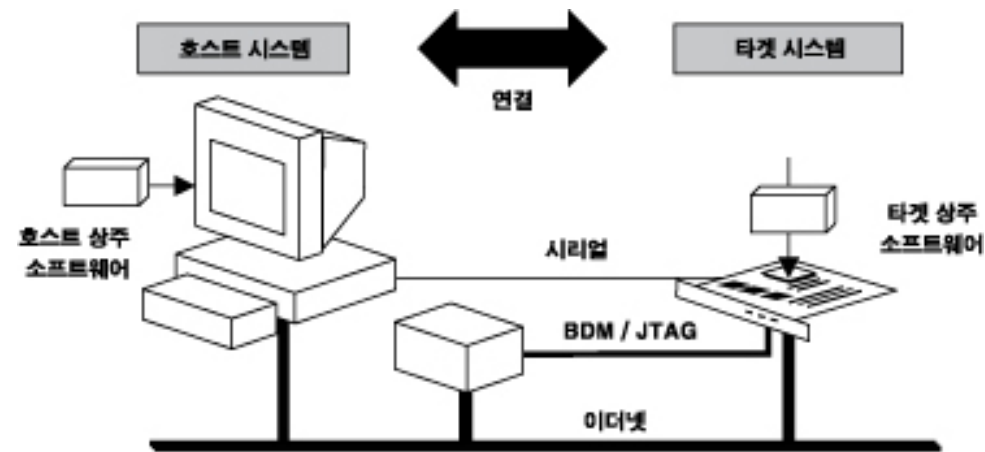 호스트 시스템
타겟 시스템
연결
호스트 상주
소프트웨어
타겟 상주
소프트웨어
시리얼
BDM / JTAG
이더넷